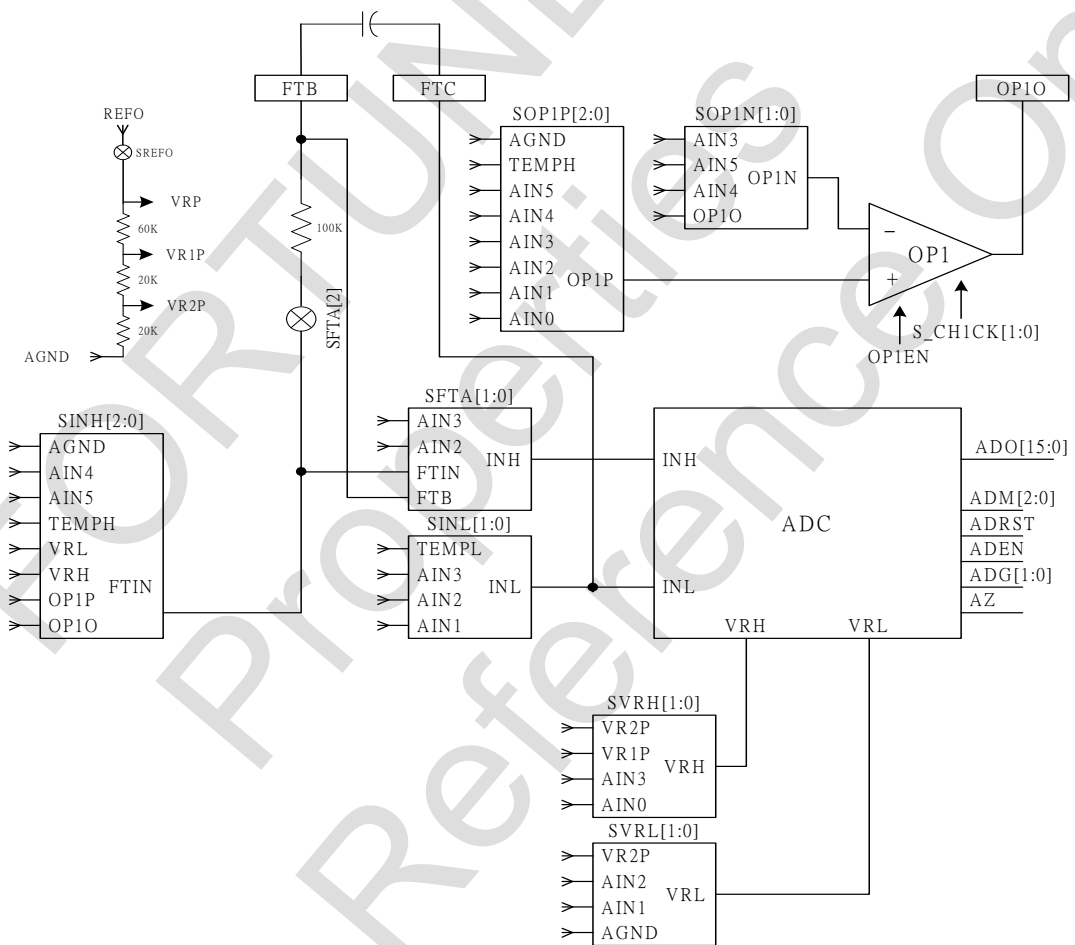 FTB
FTC
OP1O
REFO
SREFO
VRP
60K
VR1P
20K
VR2P
20K
AGND
100K
SFTA[2]
SOP1P[2:0]
AGND
TEMPH
AIN5
AIN4
AIN3
AIN2
AIN1
AIN0
OP1P
SOP1N[1:0]
AIN3
AIN5
AIN4
OP1O
OP1N
−
OP1
+
S_CH1CK[1:0]
OP1EN
SINH[2:0]
AGND
AIN4
AIN5
TEMPH
VRL
VRH
OP1P
OP1O
FTIN
SFTA[1:0]
AIN3
AIN2
FTIN
FTB
INH
SINL[1:0]
TEMPL
AIN3
AIN2
AIN1
INL
INH
INL
ADC
VRH
VRL
ADO[15:0]
ADM[2:0]
ADRST
ADEN
ADG[1:0]
AZ
SVRH[1:0]
VR2P
VR1P
AIN3
AIN0
VRH
SVRL[1:0]
VR2P
AIN2
AIN1
AGND
VRL
FORTUNE
Properties
Reference